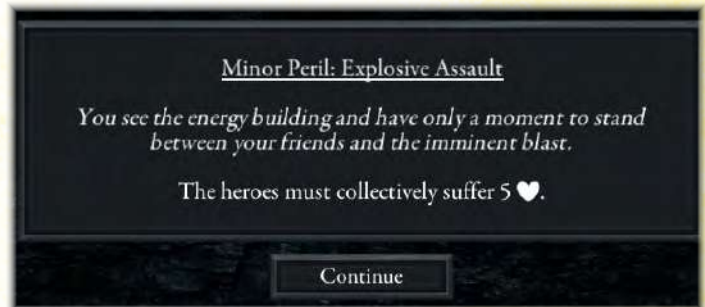 Minor Peril: Explosive Assault
You see the energy building and have only a moment to stand
between your friends and the imminent blast.
The heroes must collectively suffer 5 ♥.
Continue